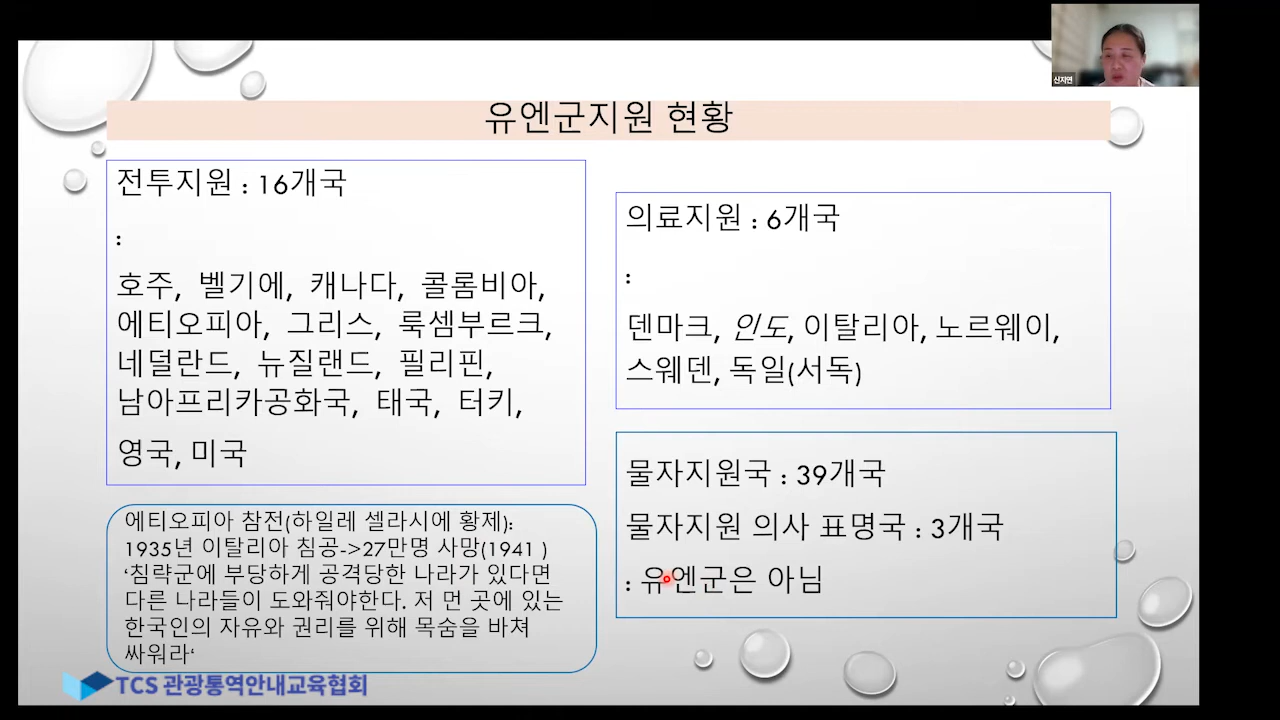 신지연
유엔군지원 현황
전투지원 : 16개국
:
호주, 벨기에, 캐나다, 콜롬비아,
에티오피아, 그리스, 룩셈부르크,
네덜란드, 뉴질랜드, 필리핀,
남아프리카공화국, 태국, 터키,
영국, 미국
에티오피아 참전(하일레 셀라시에 황제):
1935년 이탈리아 침공->27만명 사망(1941 )
‘침략군에 부당하게 공격당한 나라가 있다면
다른 나라들이 도와줘야한다. 저 먼 곳에 있는
한국인의 자유와 권리를 위해 목숨을 바쳐
싸워라‘
의료지원 : 6개국
:
덴마크, 인도, 이탈리아, 노르웨이,
스웨덴, 독일(서독)
물자지원국 : 39개국
물자지원 의사 표명국 : 3개국
: 유엔군은 아님
TCS 관광통역안내교육협회